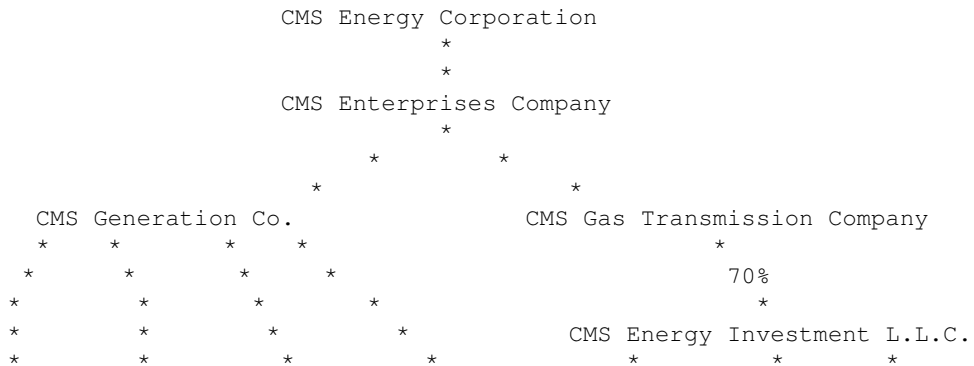 CMS Energy Corporation
*
*
CMS Enterprises Company
*
* *
* *
CMS Generation Co. CMS Gas Transmission Company
* * * * *
* * * * 70%
* * * * *
* * * * CMS Energy Investment L.L.C.
* * * * * * *